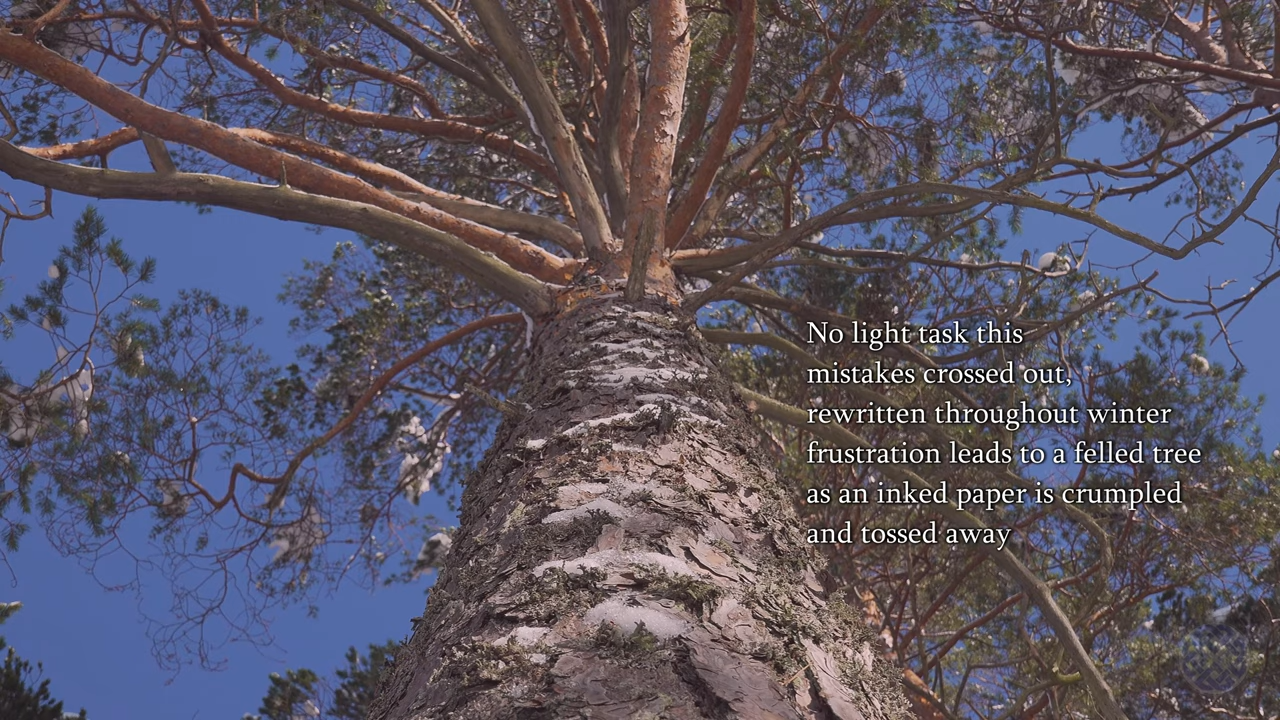 No light task this
mistakes crossed out,
rewritten throughout winter
frustration leads to a felled tree
as an inked paper is crumpled
and tossed away